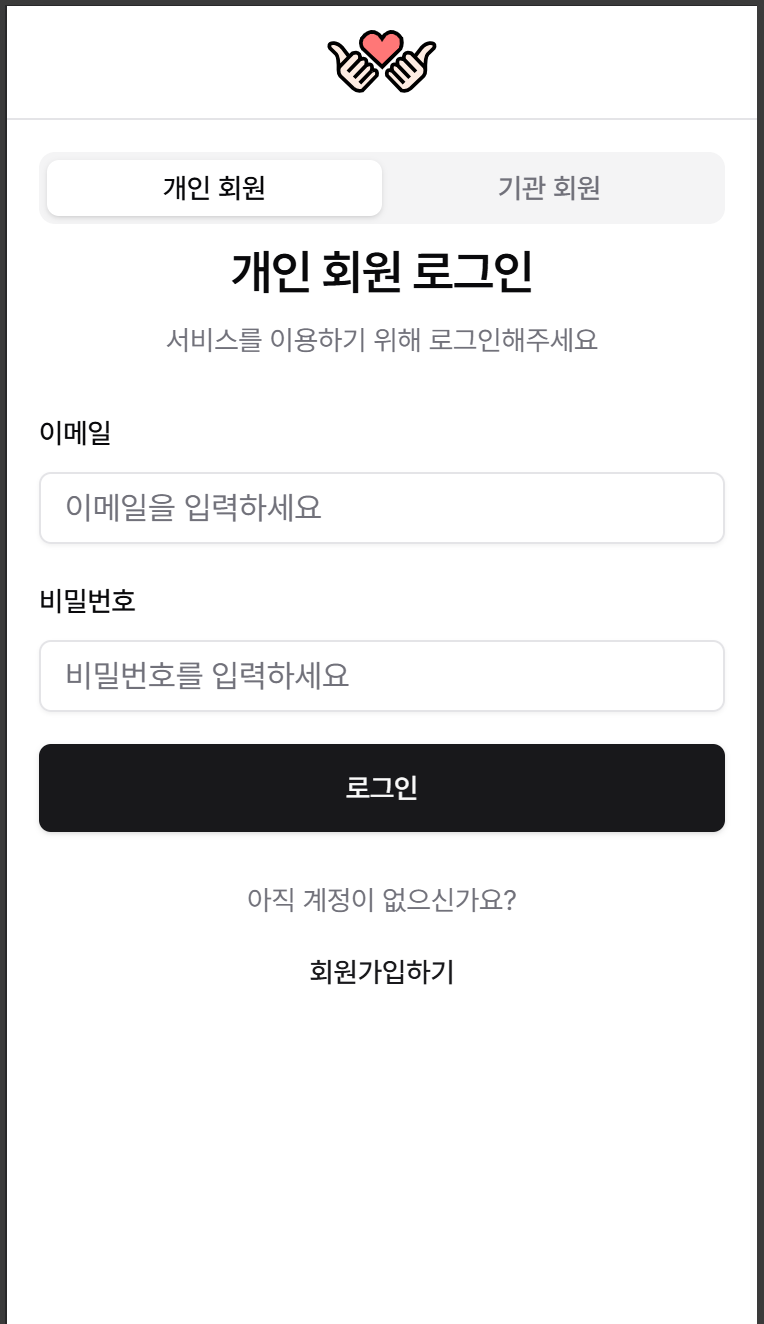 개인 회원
기관 회원
개인 회원 로그인
서비스를 이용하기 위해 로그인해주세요
이메일
이메일을 입력하세요
비밀번호
비밀번호를 입력하세요
로그인
아직 계정이 없으신가요?
회원가입하기